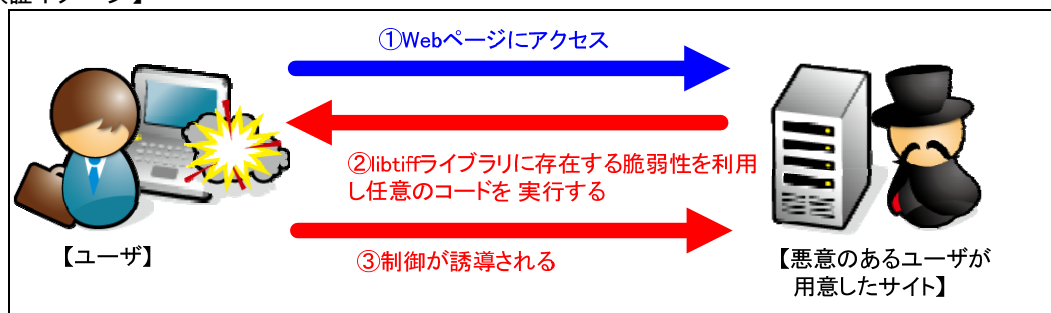 ①Webページにアクセス
②libtiffライブラリに存在する脆弱性を利用
し任意のコードを 実行する
③制御が誘導される
【ユーザ】
【悪意のあるユーザが
用意したサイト】